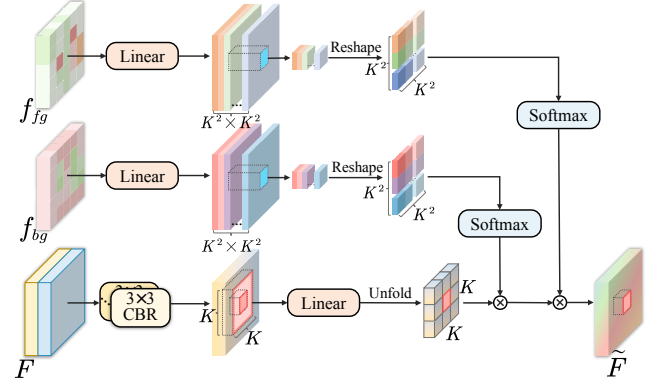 f_fg
Linear
...
K² × K²
Reshape
K²
K²
Softmax
f_bg
Linear
...
K² × K²
Reshape
K²
K²
Softmax
F
3×3
CBR
K
K
Linear
Unfold
K
K
F̃